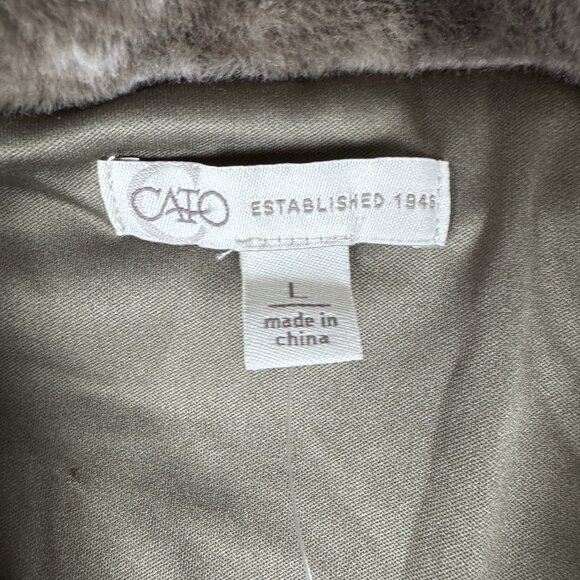 CATO ESTABLISHED 1946
L
made in
china